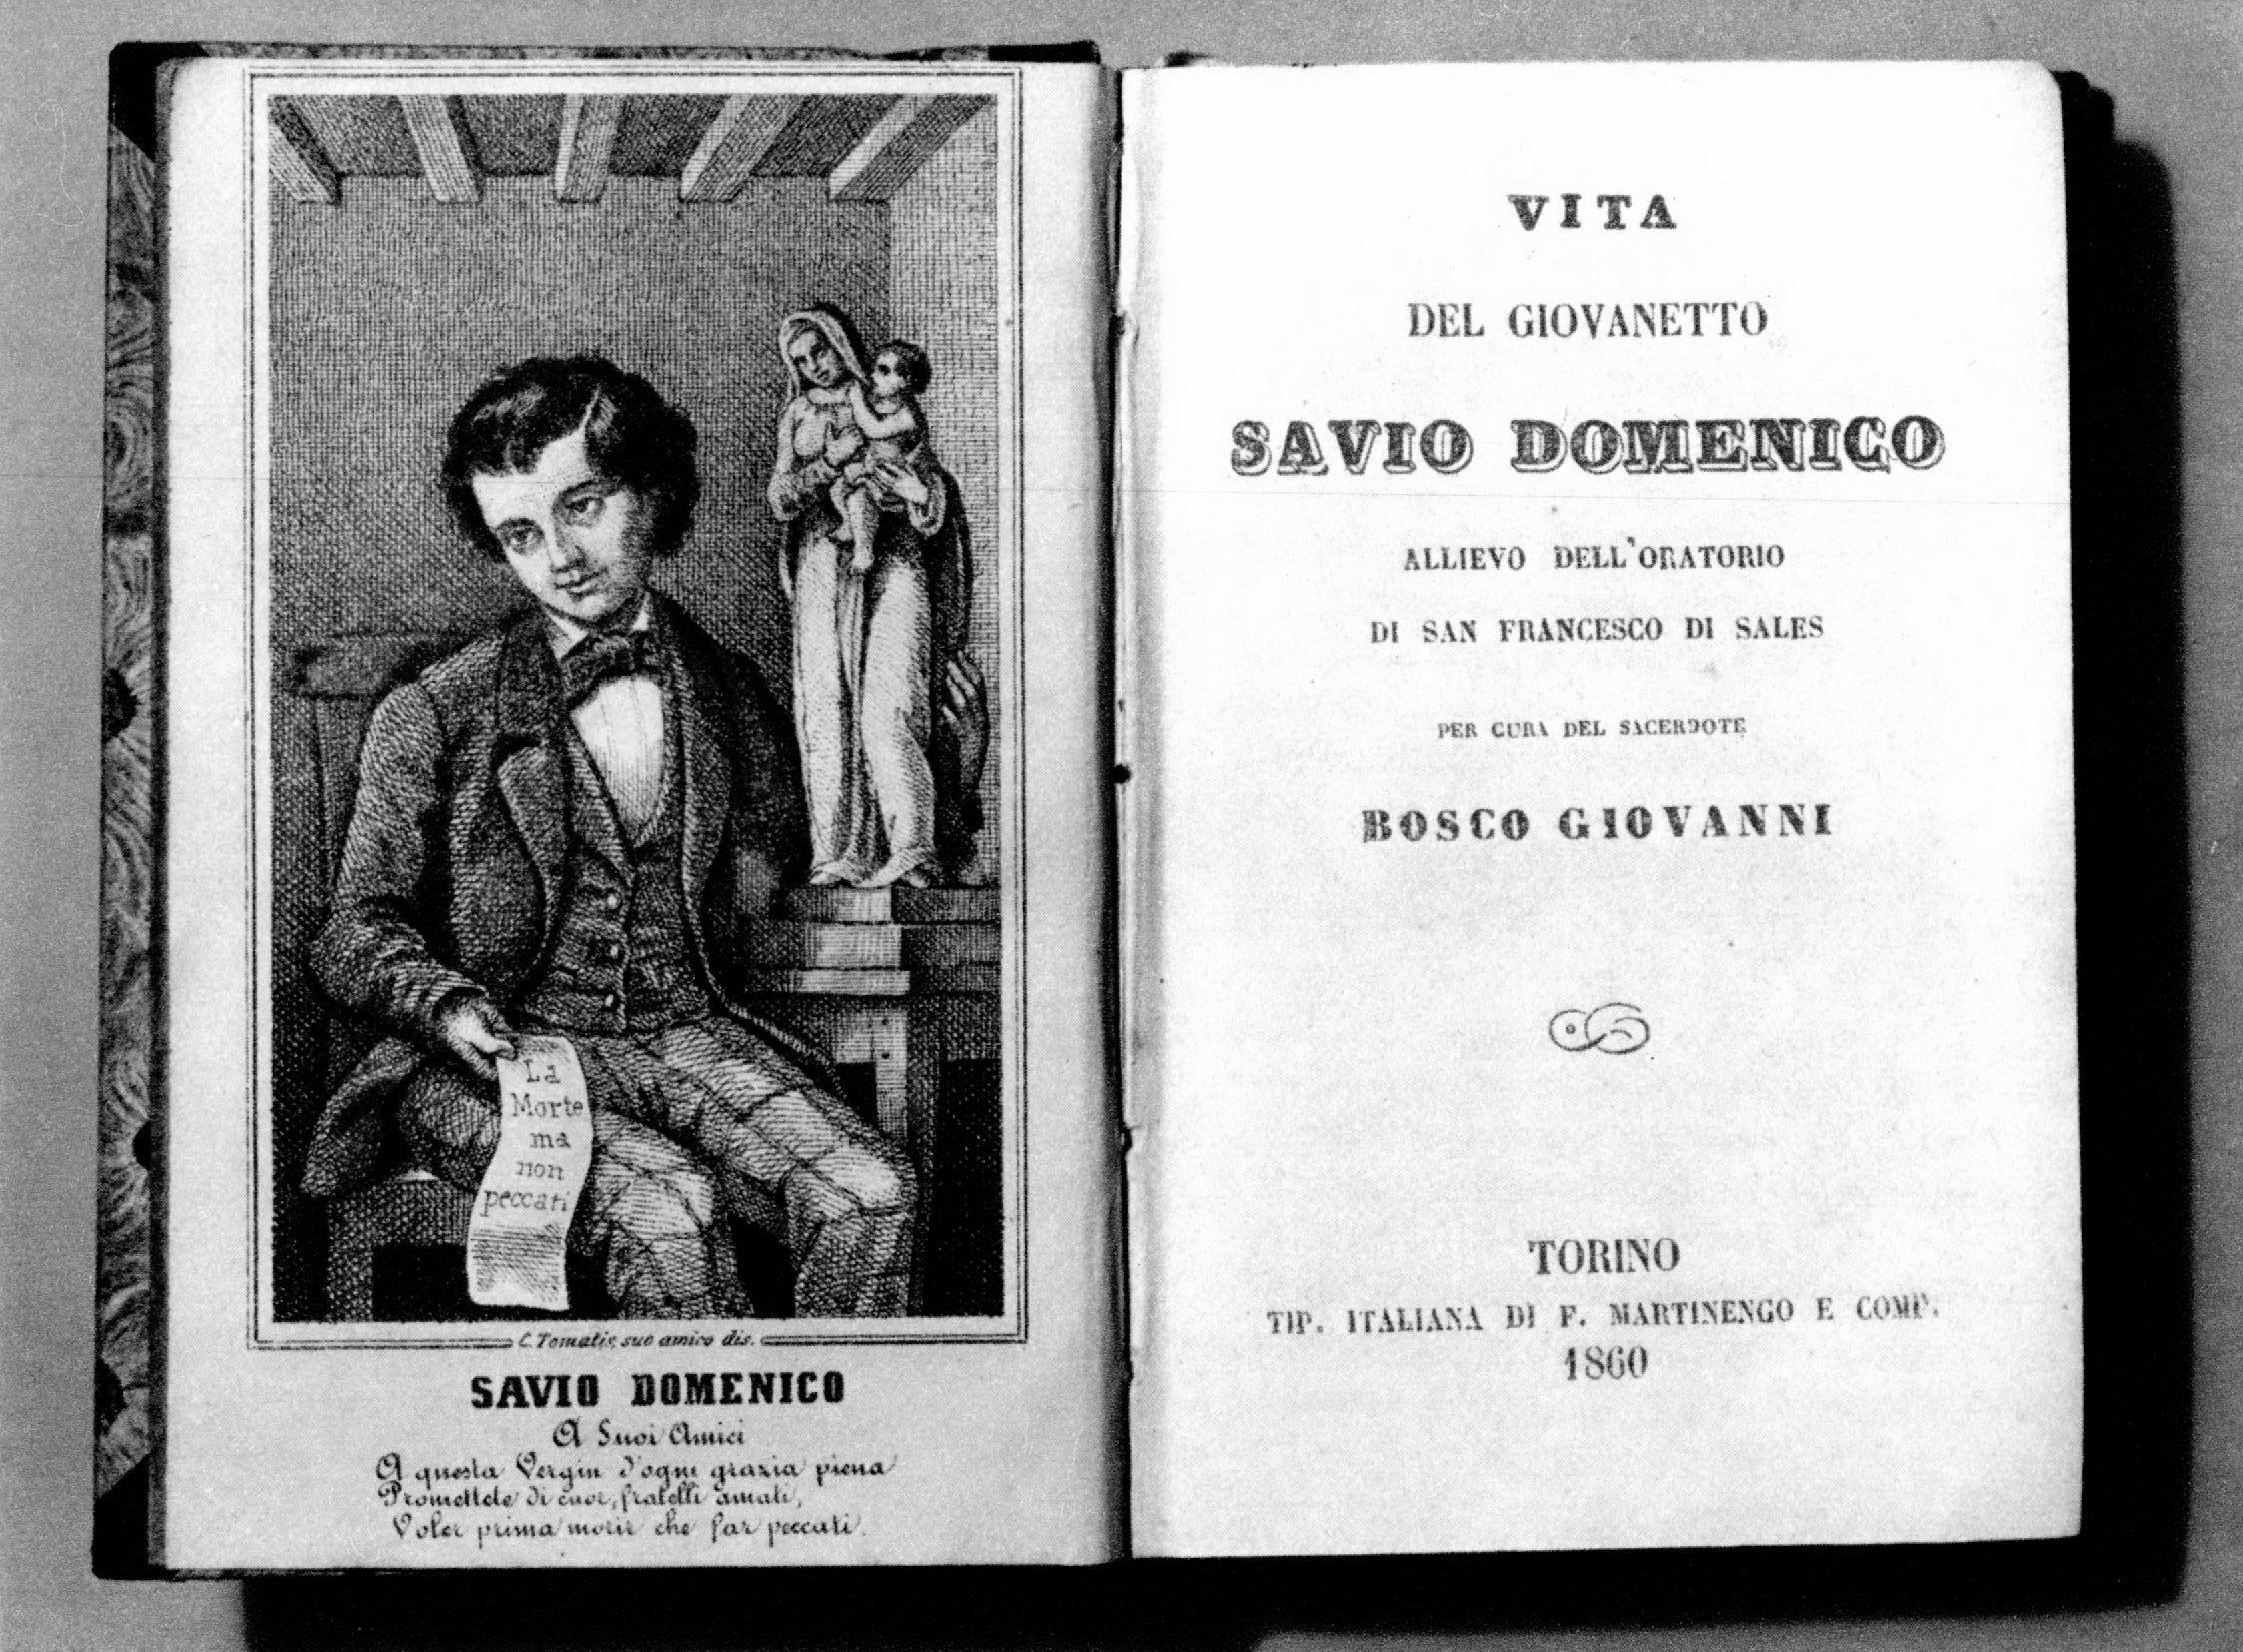 La
Morte
ma
non
peccati
C. Tomatis, suo amico dis.
SAVIO DOMENICO
A Suoi Amici
A questa Vergin d'ogni grazia piena
Promettete di cuor, fratelli amati,
Voler prima morir che far peccati.
VITA
DEL GIOVANETTO
SAVIO DOMENICO
ALLIEVO DELL'ORATORIO
DI SAN FRANCESCO DI SALES
PER CURA DEL SACERDOTE
BOSCO GIOVANNI
TORINO
TIP. ITALIANA DI F. MARTINENGO E COMP.
1860